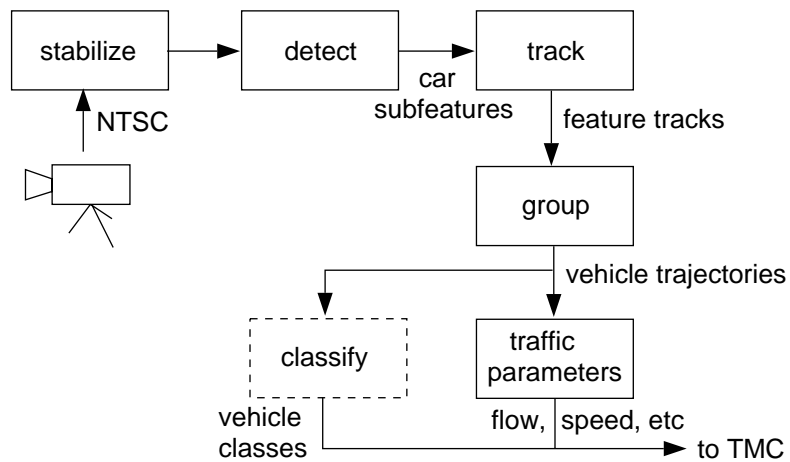 stabilize
detect
track
NTSC
car
subfeatures
feature tracks
group
vehicle trajectories
classify
traffic
parameters
vehicle
classes
flow, speed, etc
to TMC